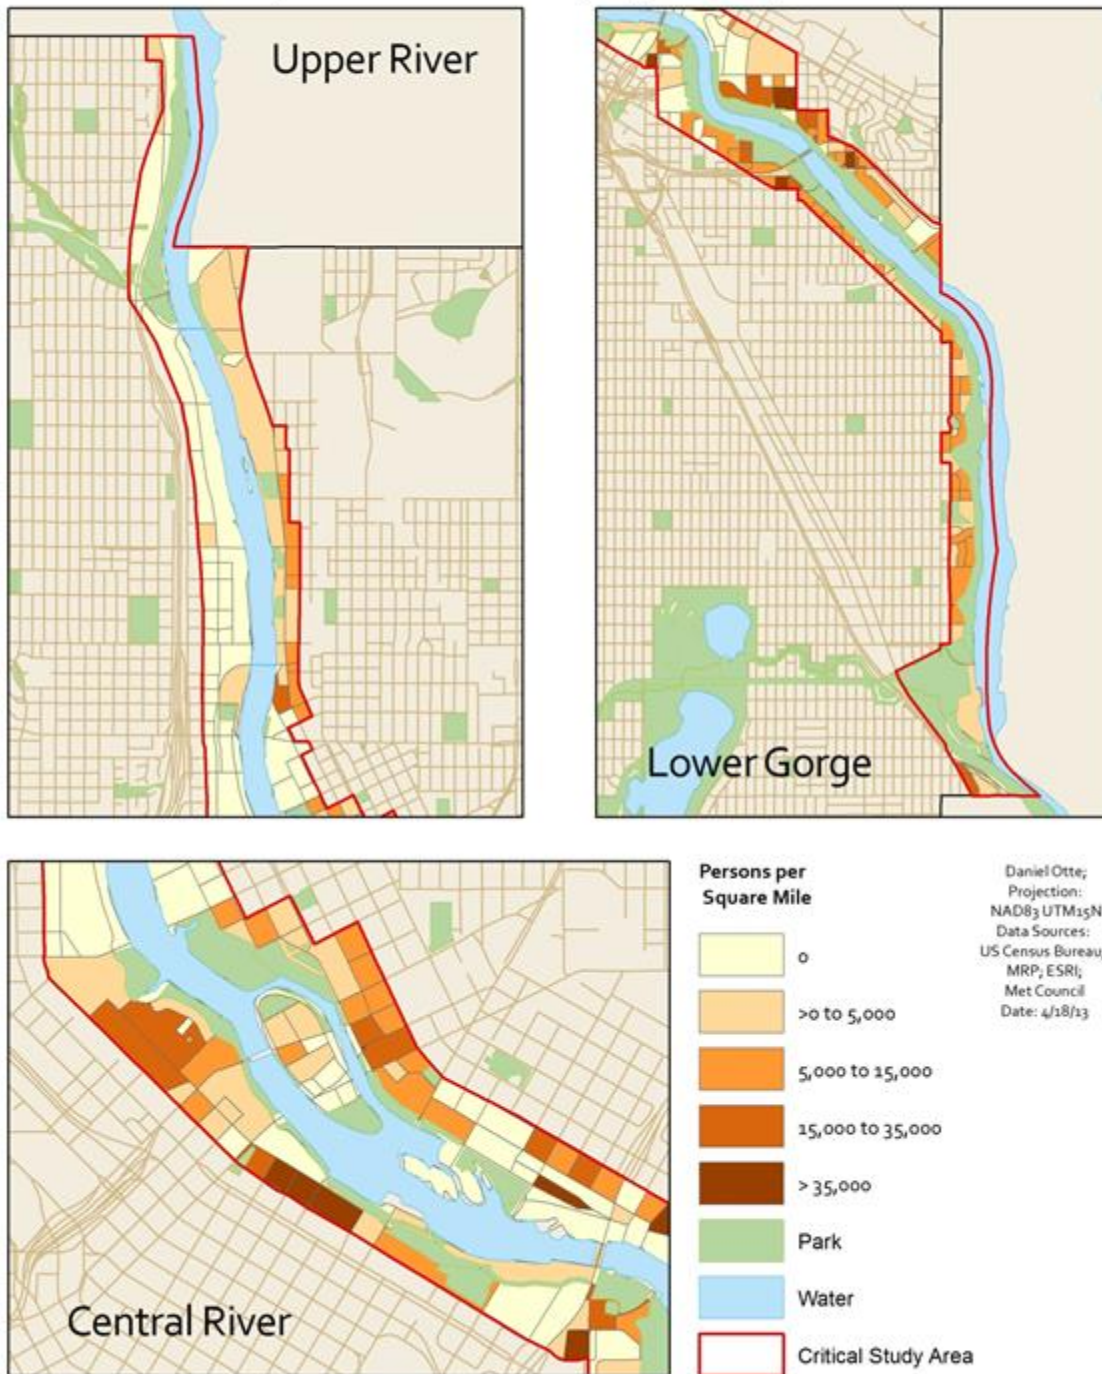 Upper River
Lower Gorge
Central River
Persons per
Square Mile
0
>0 to 5,000
5,000 to 15,000
15,000 to 35,000
> 35,000
Park
Water
Critical Study Area
Daniel Otte;
Projection:
NAD83 UTM15N
Data Sources:
US Census Bureau,
MRP; ESRI;
Met Council
Date: 4/18/13